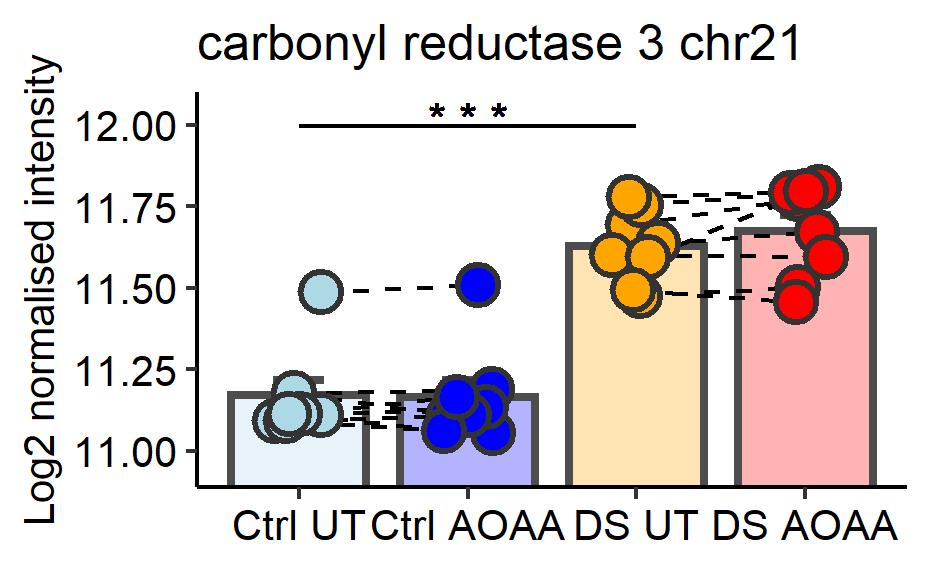 carbonyl reductase 3 chr21
Log2 normalised intensity
12.00
11.75
11.50
11.25
11.00
* * *
Ctrl UT Ctrl AOAA DS UT DS AOAA